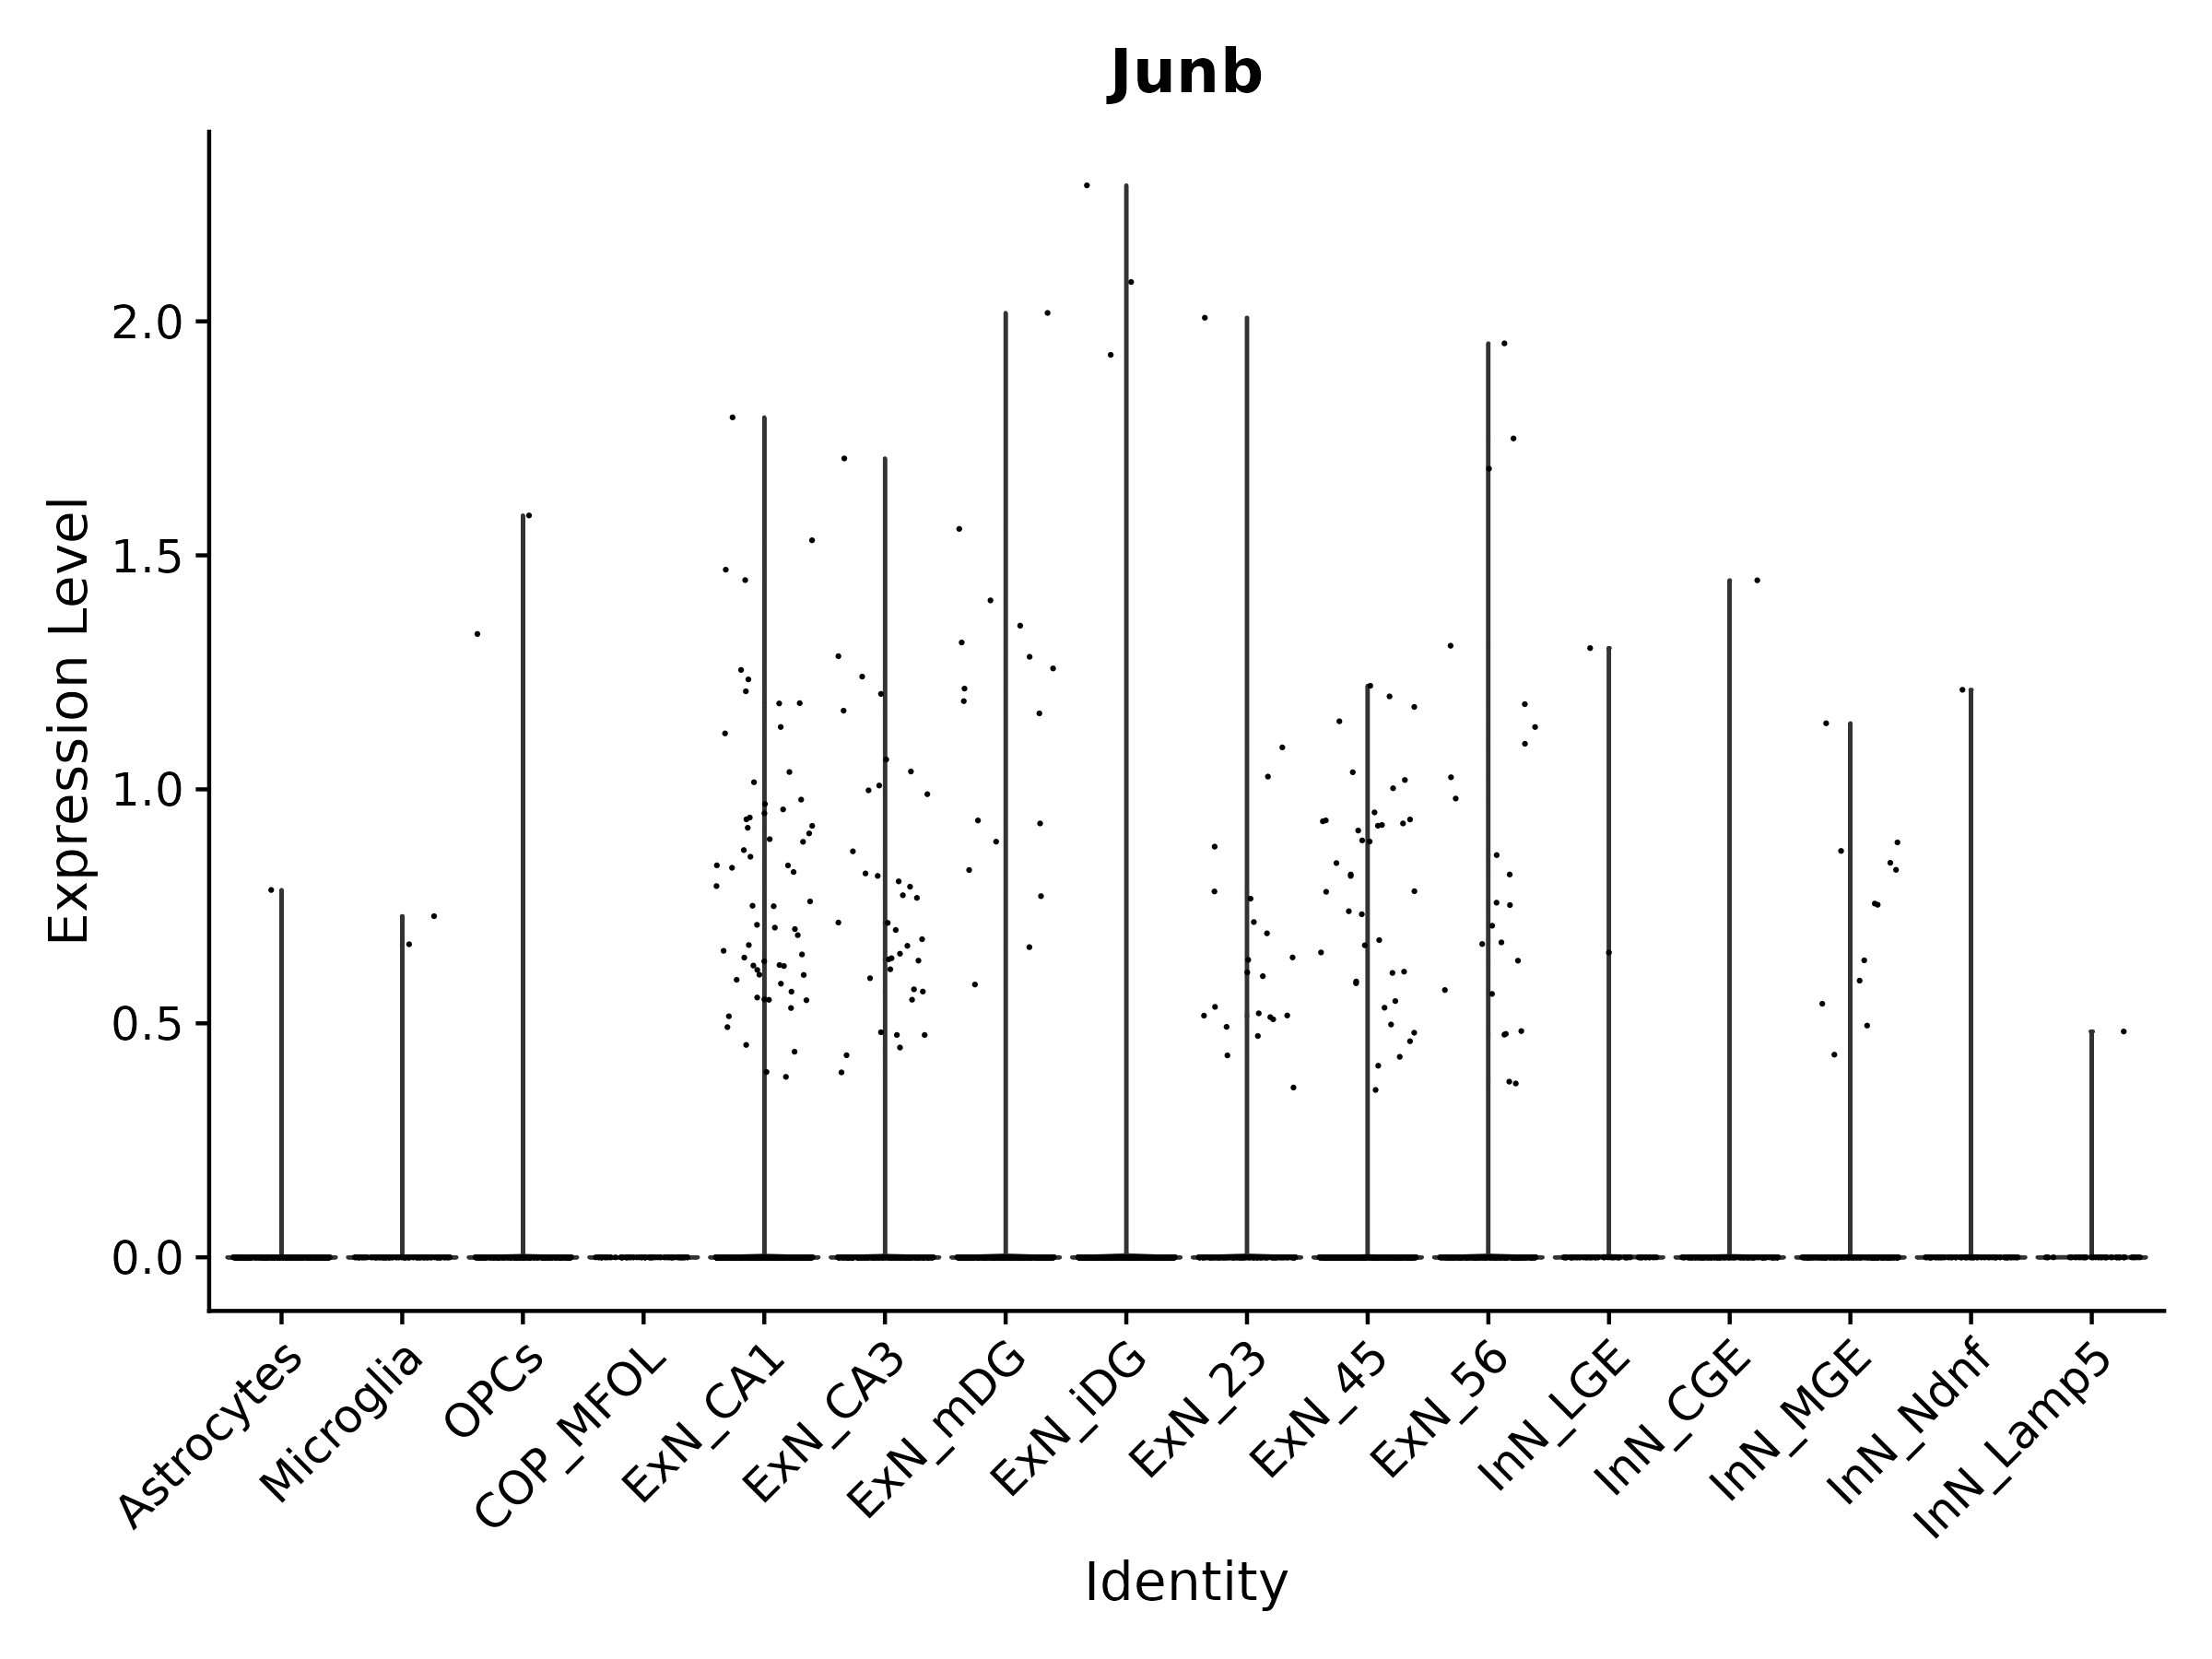 Junb
Expression Level
2.0
1.5
1.0
0.5
0.0
Astrocytes
Microglia
OPCs
COP_MFOL
ExN_CA1
ExN_CA3
ExN_mDG
ExN_iDG
ExN_23
ExN_45
ExN_56
InN_LGE
InN_CGE
InN_MGE
InN_Ndnf
InN_Lamp5
Identity